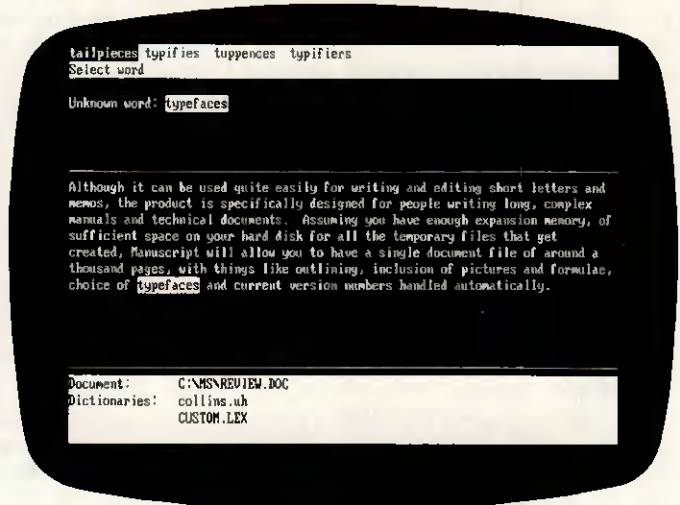 tailpieces typifies tuppences typifiers
Select word
Unknown word: typefaces
Although it can be used quite easily for writing and editing short letters and
memos, the product is specifically designed for people writing long, complex
manuals and technical documents. Assuming you have enough expansion memory, of
sufficient space on your hard disk for all the temporary files that get
created, Manuscript will allow you to have a single document file of around a
thousand pages, with things like outlining, inclusion of pictures and formulae,
choice of typefaces and current version numbers handled automatically.
Document: C:\MS\REVIEW.DOC
Dictionaries: collins.uh
CUSTOM.LEX